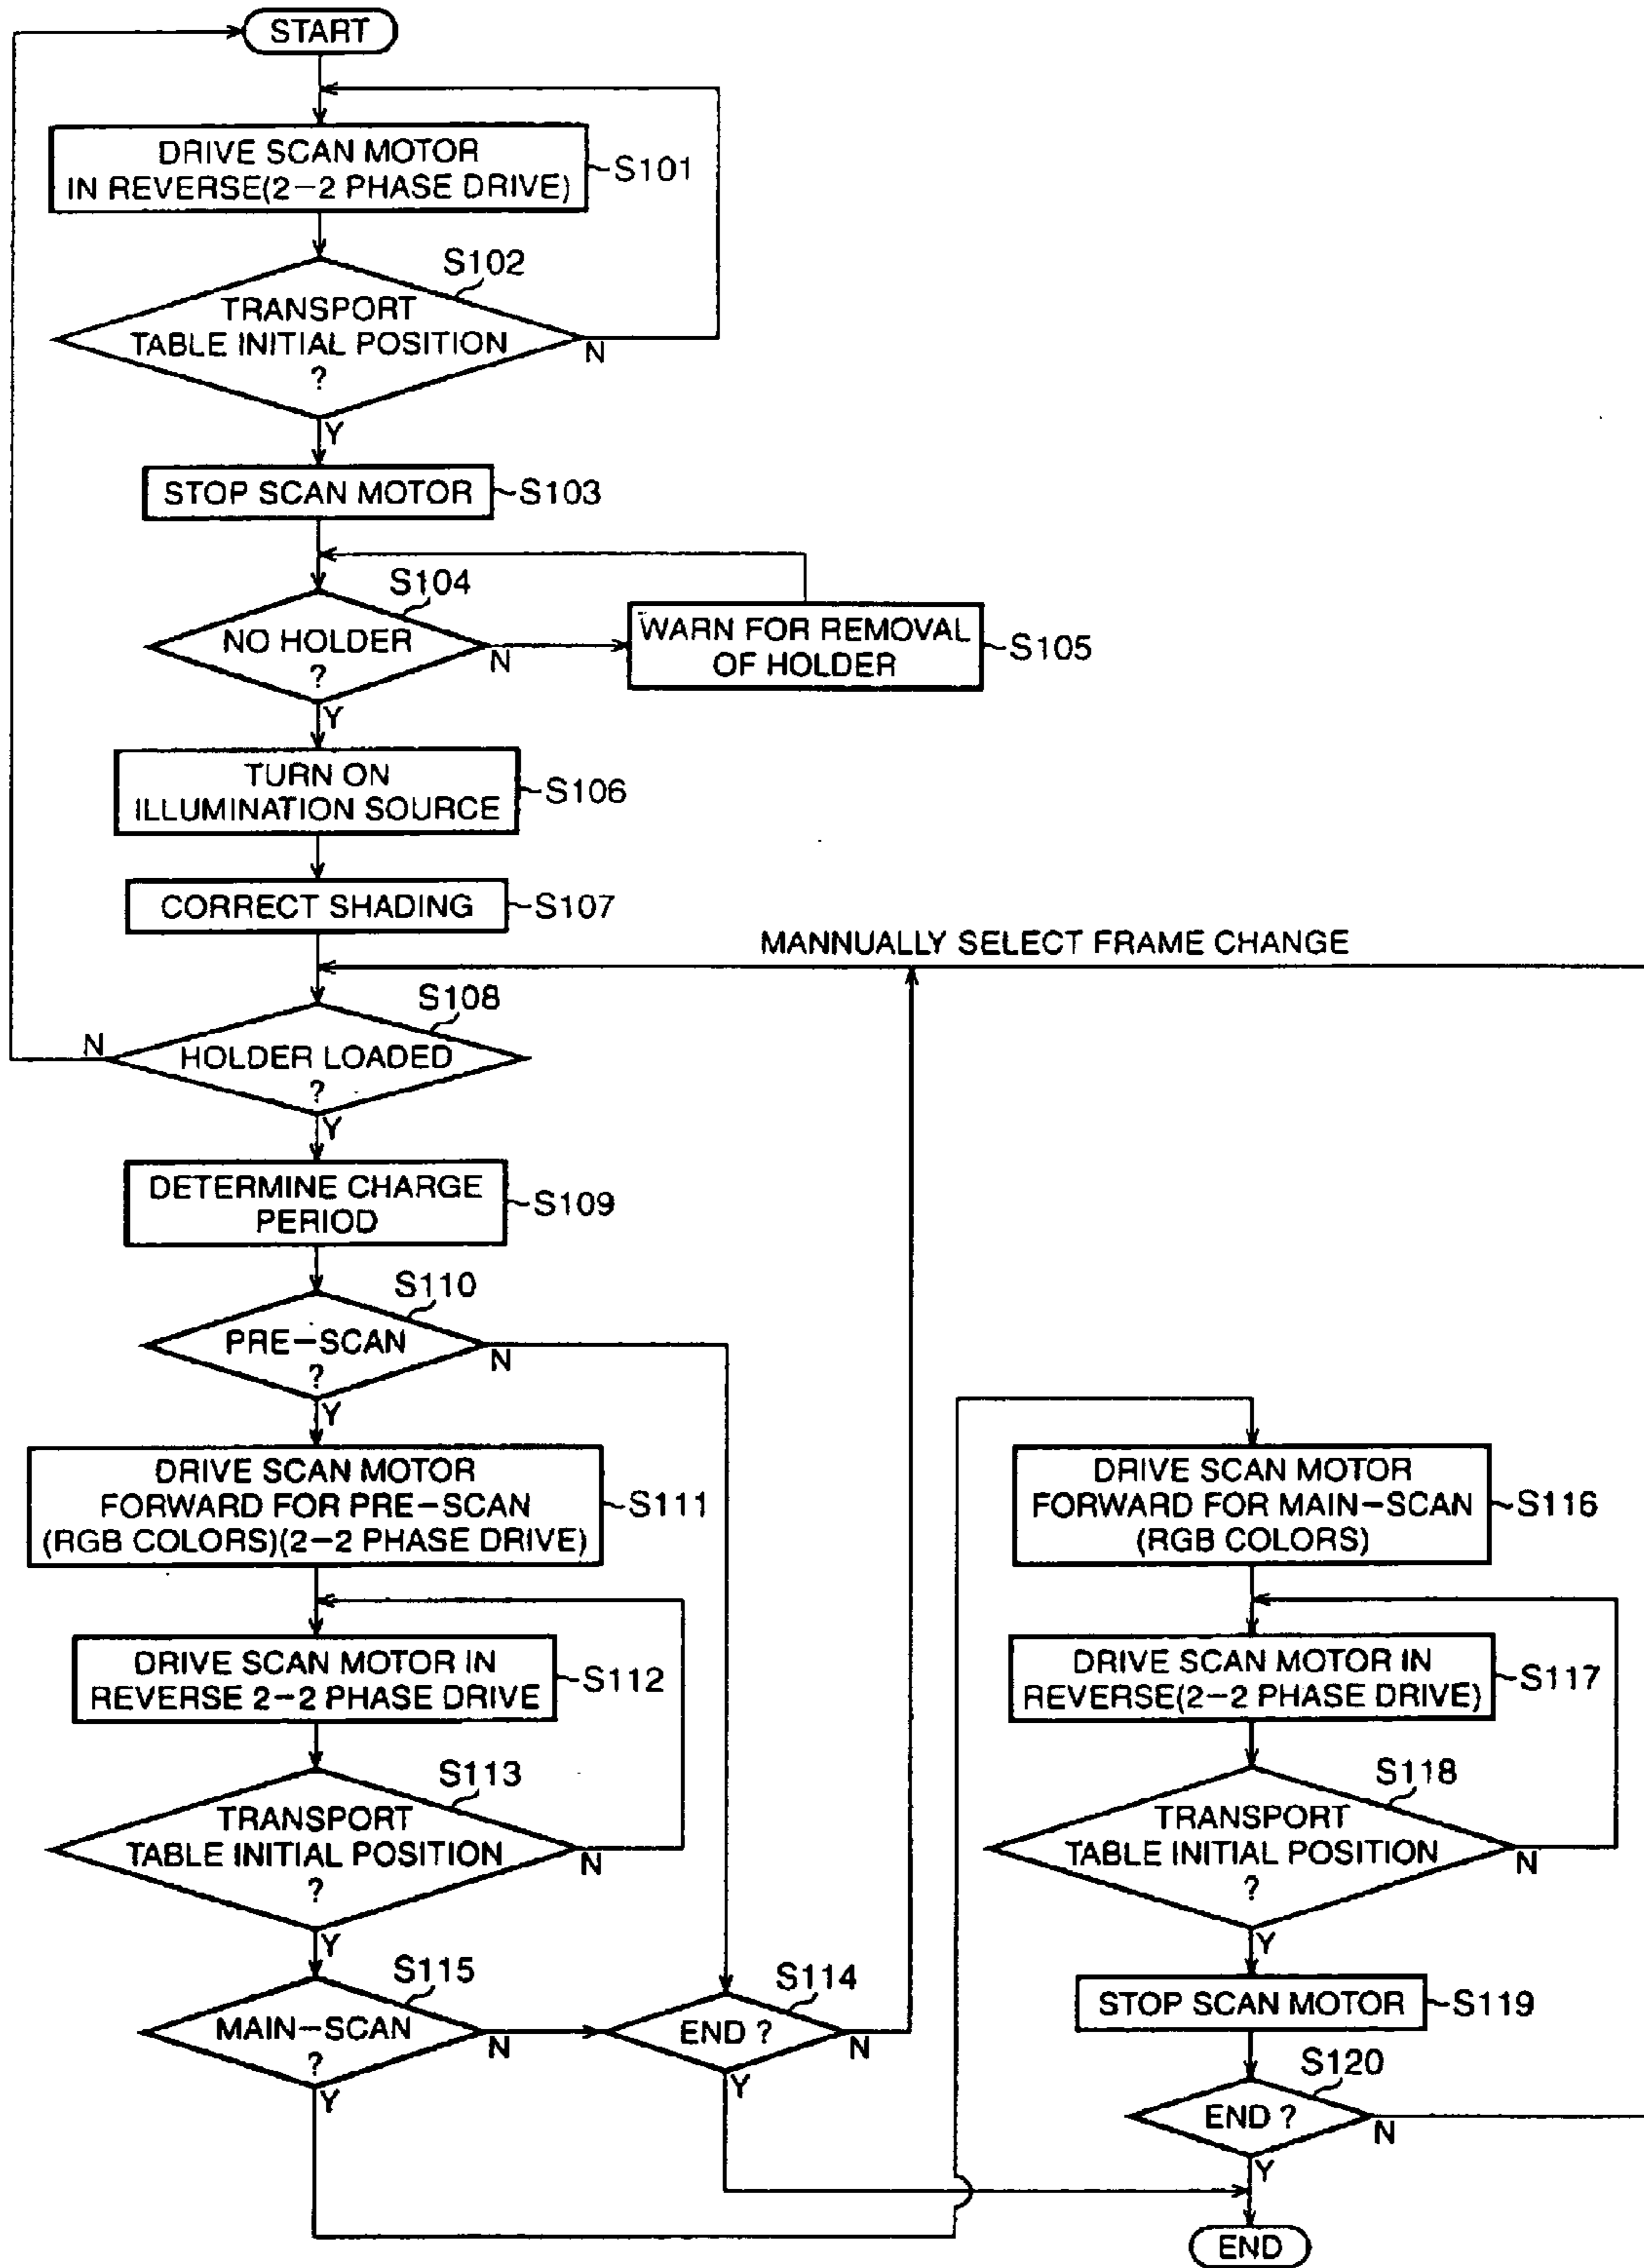 START
DRIVE SCAN MOTOR
IN REVERSE(2-2 PHASE DRIVE)
S101
S102
TRANSPORT
TABLE INITIAL POSITION
?
N
Y
STOP SCAN MOTOR
S103
S104
NO HOLDER
?
N
Y
WARN FOR REMOVAL
OF HOLDER
S105
TURN ON
ILLUMINATION SOURCE
S106
CORRECT SHADING
S107
MANNUALLY SELECT FRAME CHANGE
S108
N
HOLDER LOADED
?
Y
DETERMINE CHARGE
PERIOD
S109
S110
PRE-SCAN
?
N
Y
DRIVE SCAN MOTOR
FORWARD FOR PRE-SCAN
(RGB COLORS)(2-2 PHASE DRIVE)
S111
DRIVE SCAN MOTOR IN
REVERSE 2-2 PHASE DRIVE
S112
S113
TRANSPORT
TABLE INITIAL POSITION
?
N
Y
S115
MAIN-SCAN
?
N
Y
S114
END ?
N
Y
DRIVE SCAN MOTOR
FORWARD FOR MAIN-SCAN
(RGB COLORS)
S116
DRIVE SCAN MOTOR IN
REVERSE(2-2 PHASE DRIVE)
S117
S118
TRANSPORT
TABLE INITIAL POSITION
?
N
Y
STOP SCAN MOTOR
S119
S120
END ?
N
Y
END